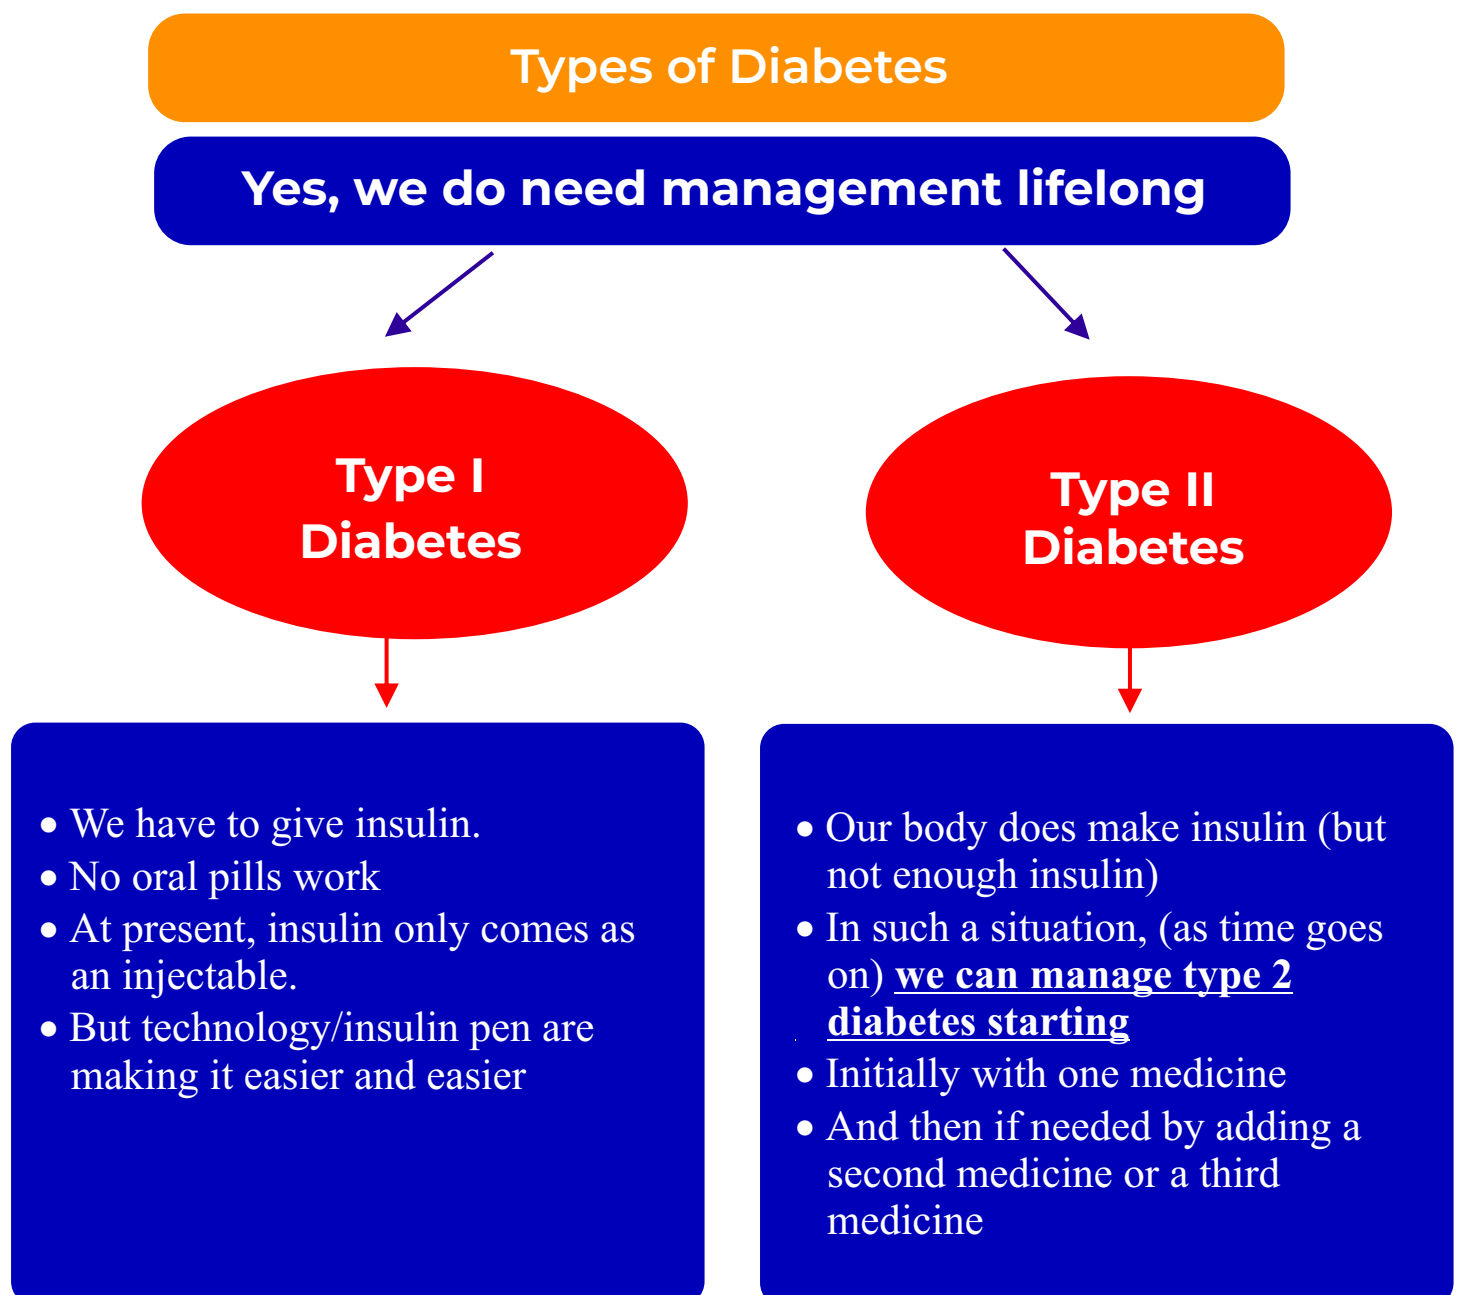 Types of Diabetes
Yes, we do need management lifelong
Type I
Diabetes
• We have to give insulin.
• No oral pills work
• At present, insulin only comes as
an injectable.
• But technology/insulin pen are
making it easier and easier
Type II
Diabetes
• Our body does make insulin (but
not enough insulin)
• In such a situation, (as time goes
on) we can manage type 2
diabetes starting
• Initially with one medicine
• And then if needed by adding a
second medicine or a third
medicine